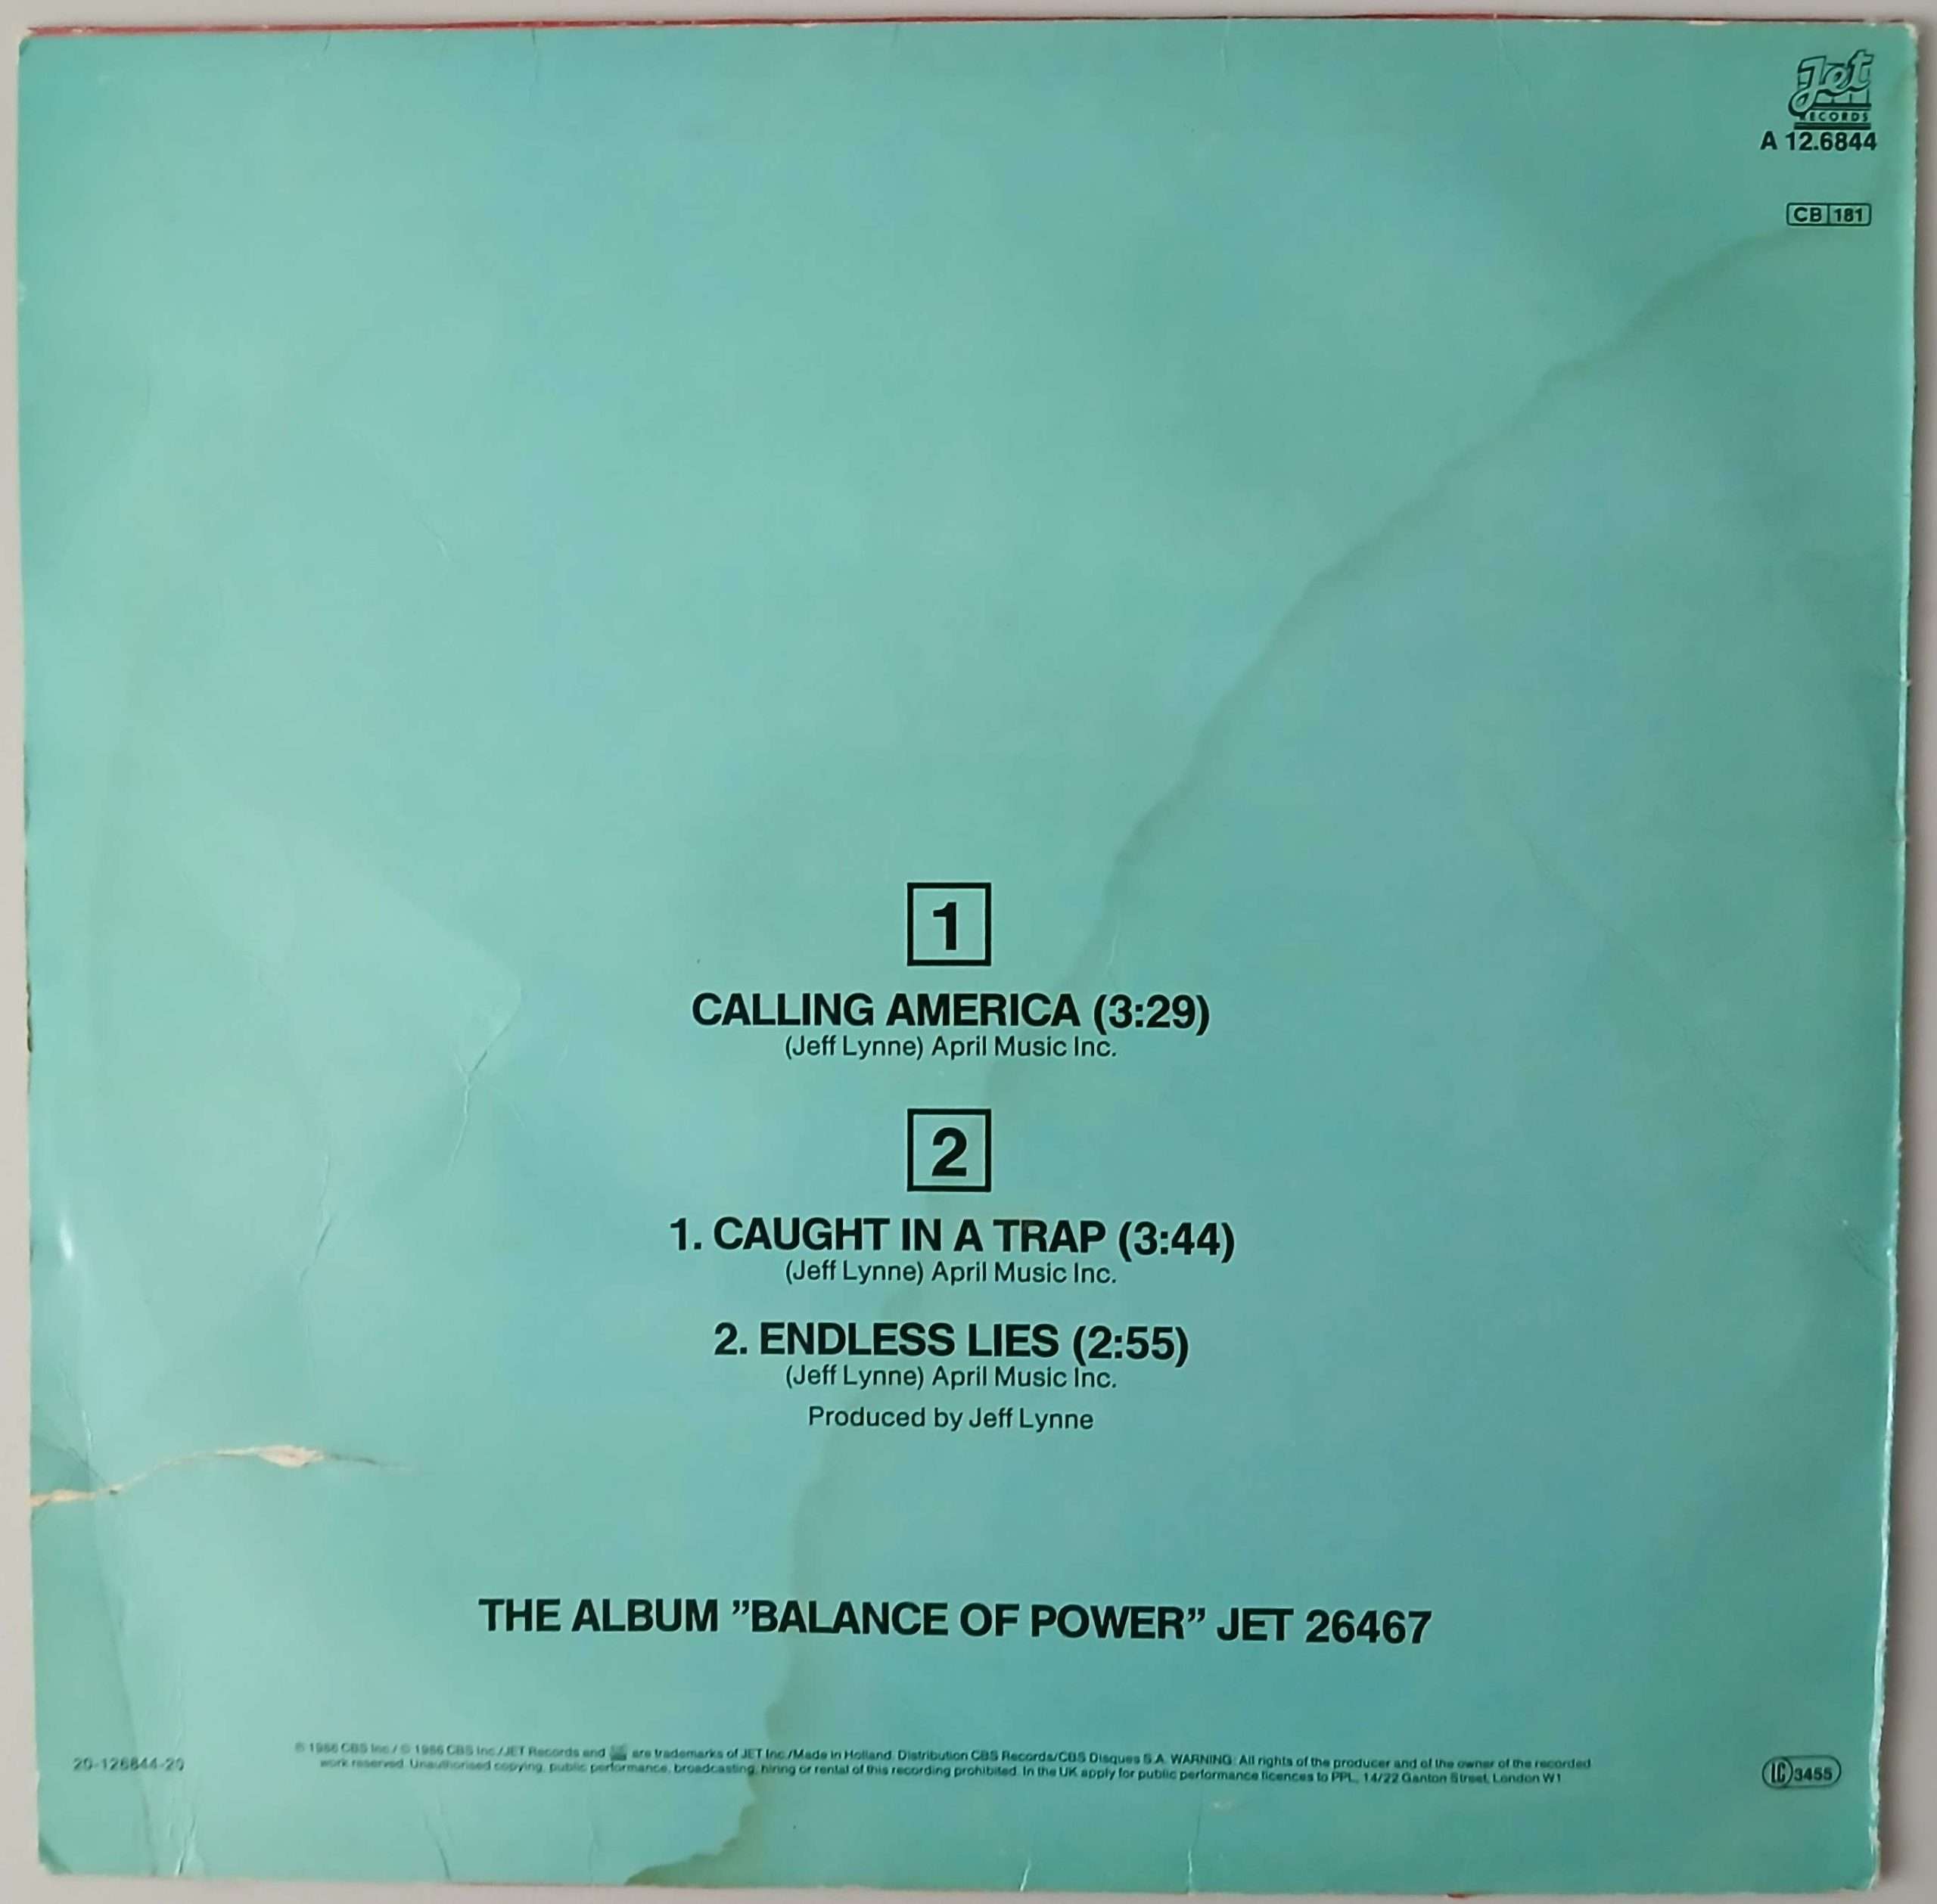 Jet
RECORDS
A 12.6844
CB 181
1
CALLING AMERICA (3:29)
(Jeff Lynne) April Music Inc.
2
1. CAUGHT IN A TRAP (3:44)
(Jeff Lynne) April Music Inc.
2. ENDLESS LIES (2:55)
(Jeff Lynne) April Music Inc.
Produced by Jeff Lynne
THE ALBUM ”BALANCE OF POWER” JET 26467
20-126844-20
℗ 1986 CBS Inc./ © 1986 CBS Inc./JET Records and are trademarks of JET Inc./Made in Holland. Distribution CBS Records/CBS Disques S.A. WARNING: All rights of the producer and of the owner of the recorded
work reserved. Unauthorised copying, public performance, broadcasting, hiring or rental of this recording prohibited. In the UK apply for public performance licences to PPL, 14/22 Ganton Street, London W1
LC 3455